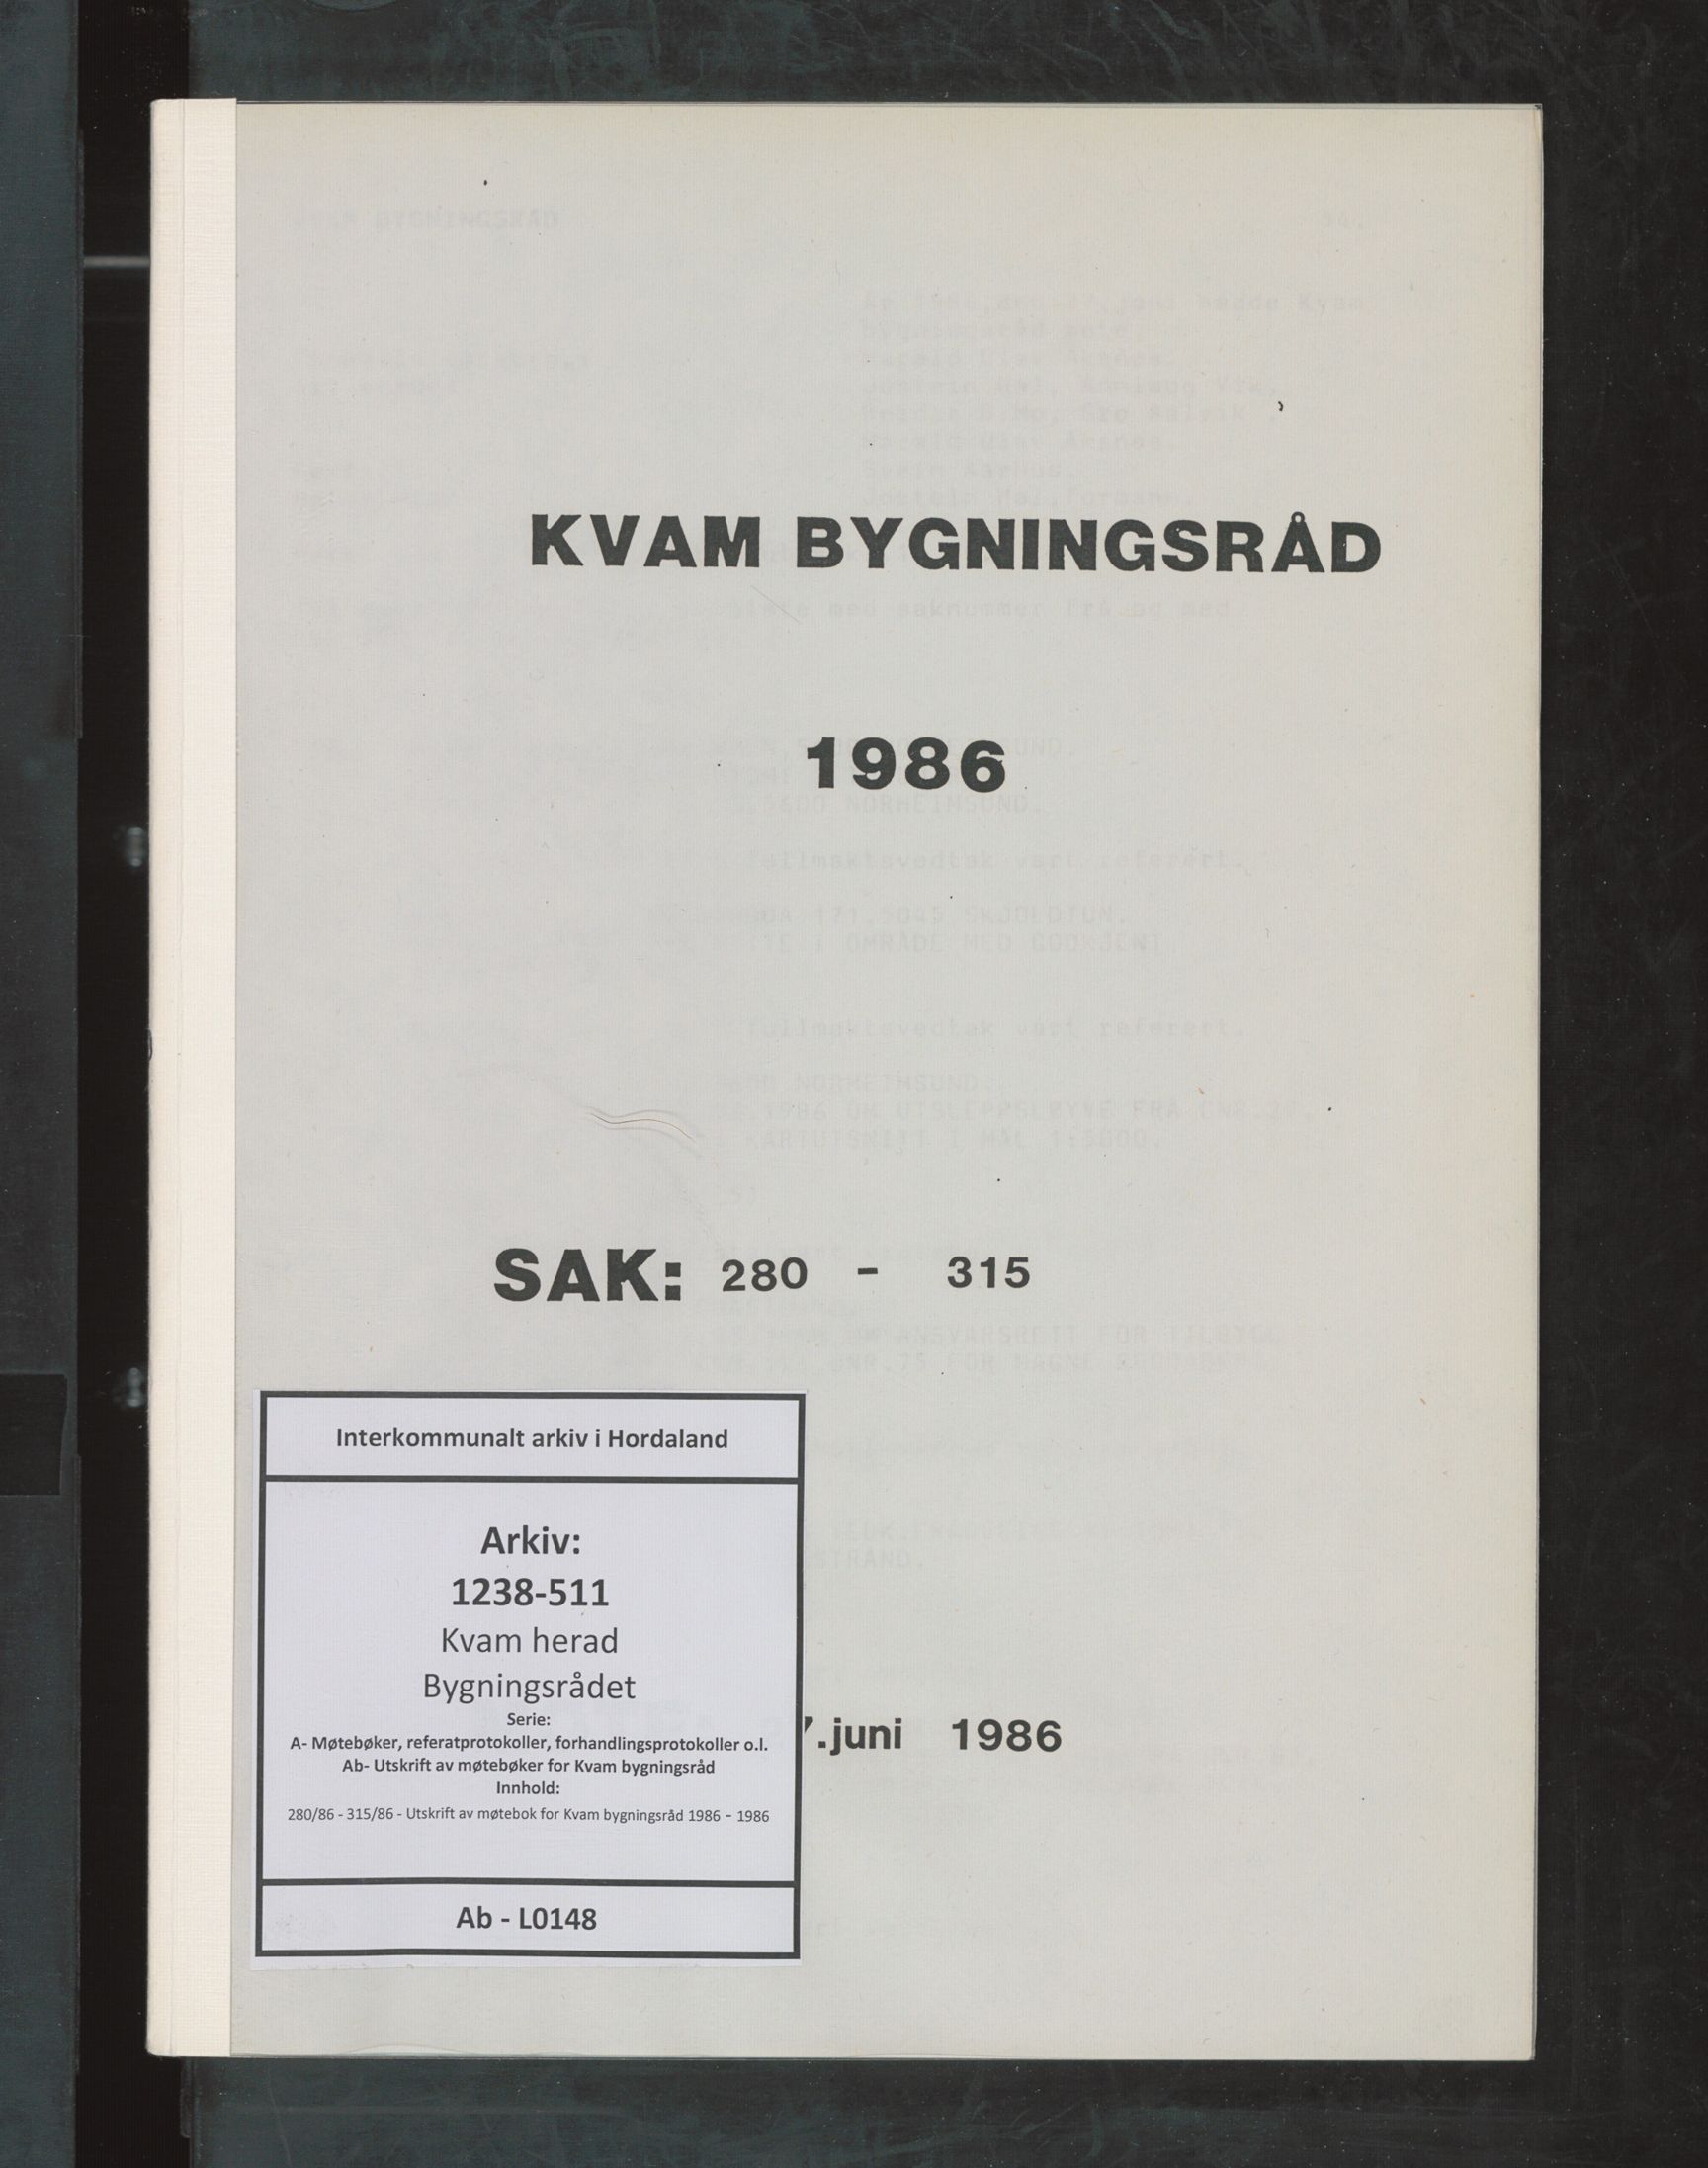 KVAM BYGNINGSRÅD
1986
SAK: 280 - 315
Interkommunalt arkiv i Hordaland
Arkiv:
1238-511
Kvam herad
Bygningsrådet
Serie:
A- Møtebøker, referatprotokoller, forhandlingsprotokoller o.l.
Ab- Utskrift av møtebøker for Kvam bygningsråd
Innhold:
280/86 - 315/86 - Utskrift av møtebok for Kvam bygningsråd 1986 - 1986
Ab - L0148
.juni 1986